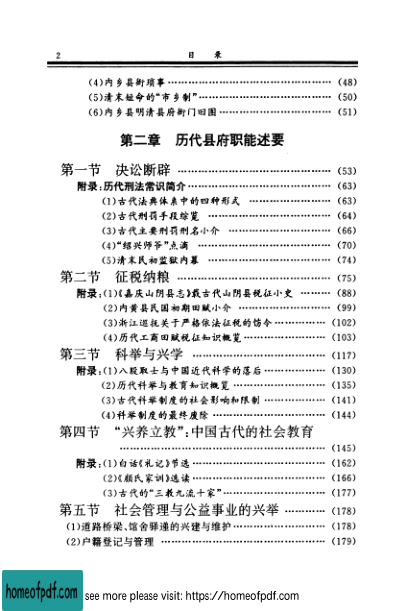 2 目 录
(4)内乡县衙琐事 (48)
(5)清末短命的“市乡制” (50)
(6)内乡县明清县府衙门旧图 (51)
第二章 历代县府职能述要
第一节 决讼断辟 (53)
附录:历代刑法常识简介 (63)
(1)古代法典体系中的四种形式 (63)
(2)古代刑罚手段综览 (64)
(3)古代主要刑罚刑名小介 (66)
(4)“绍兴师爷”点滴 (70)
(5)清末民初监狱内幕 (74)
第二节 征税纳粮 (75)
附录:(1)《嘉庆山阴县志》载古代山阴县税征小史 (88)
(2)内黄县民国初期田赋小介 (99)
(3)浙江巡抚关于严格依法征税的饬令 (102)
(4)历代工商田赋税征知识概览 (103)
第三节 科举与兴学 (117)
附录:(1)八股取士与中国近代科学的落后 (130)
(2)历代科举与教育知识概览 (135)
(3)古代科举制度的社会影响和限制 (141)
(4)科举制度的最终废除 (144)
第四节 “兴养立教”:中国古代的社会教育
(145)
附录:(1)白话《礼记》节选 (162)
(2)《颜氏家训》选读 (166)
(3)古代的“三教九流十家” (177)
第五节 社会管理与公益事业的兴举 (178)
(1)道路桥梁、馆舍驿递的兴建与维护 (178)
(2)户籍登记与管理 (179)
homeofpdf.com see more please visit: https://homeofpdf.com